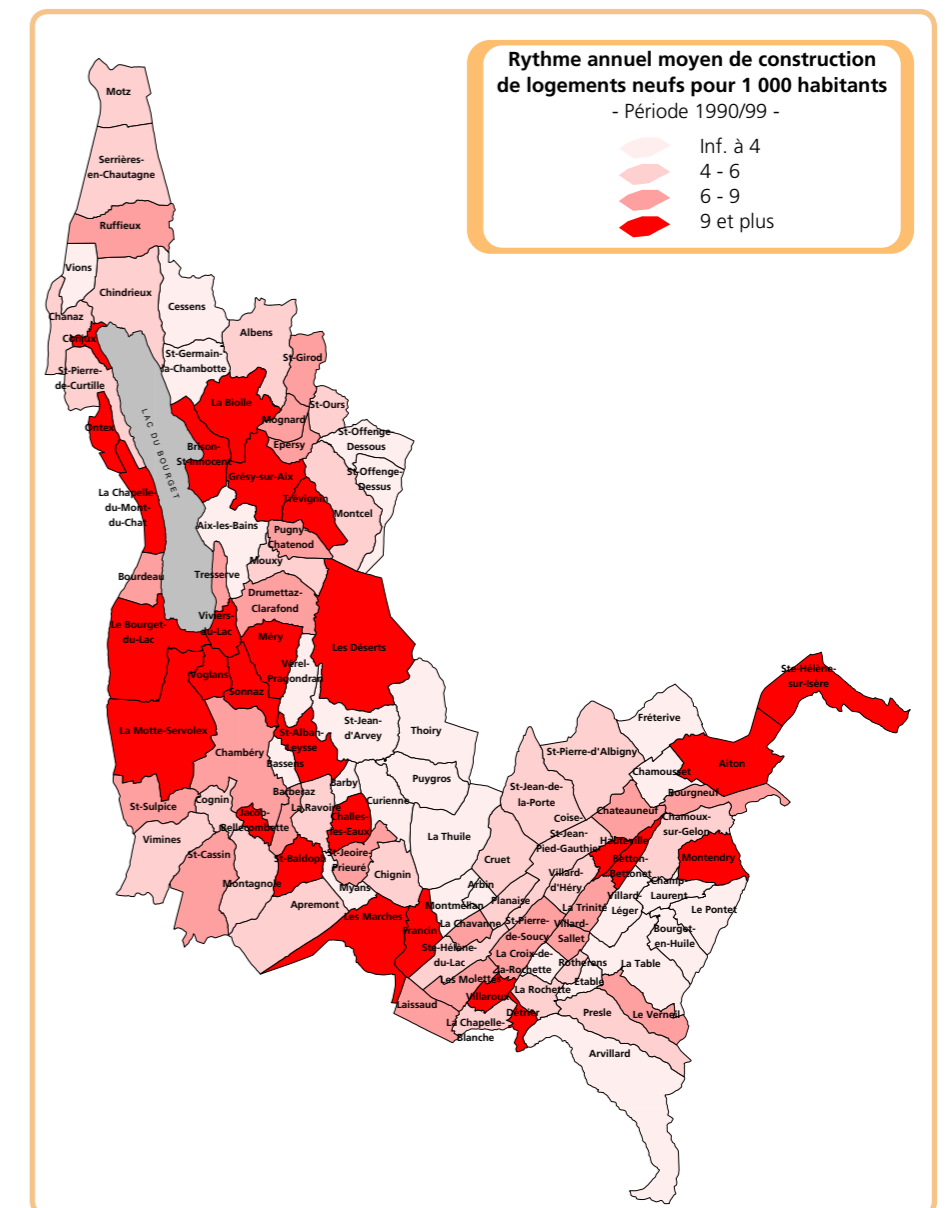 Rythme annuel moyen de construction
de logements neufs pour 1 000 habitants
- Période 1990/99 -
Inf. à 4
4 - 6
6 - 9
9 et plus
Motz
Serrières-
en-Chautagne
Ruffieux
Vions
Chindrieux
Cessens
Chanaz
Conjux
Albens
St-Germain-
la-Chambotte
St-Girod
St-Pierre-
de-Curtille
La Biolle
St-Ours
Mognard
Ontex
LAC DU BOURGET
St-Offenge
Dessous
Epersy
Brison-
St-Innocent
Grésy-sur-Aix
St-Offenge-
Dessus
La Chapelle-
du-Mont-
du-Chat
Trévignin
Montcel
Aix-les-Bains
Pugny-
Chatenod
Mouxy
Bourdeau
Tresserve
Drumettaz-
Clarafond
Le Bourget-
du-Lac
Viviers-
du-Lac
Méry
Les Déserts
Vérel-
Pragondran
Voglans
Sonnaz
Ste-Hélène-
sur-Isère
La Motte-Servolex
St-Alban-
Leysse
St-Jean-
d'Arvey
Thoiry
Fréterive
Chambéry
Bassens
St-Pierre-d'Albigny
Chamousset
Aiton
Barby
Puygros
Bourgneuf
St-Sulpice
Cognin
Barberaz
La Ravoire
Curienne
St-Jean-de-
la-Porte
Chateauneuf
Jacob-
Bellecombette
Challes-
les-Eaux
Coise-
St-Jean-
Pied-Gauthier
Chamoux-
sur-Gelon
Vimines
La Thuile
Hauteville
St-Cassin
St-Baldoph
St-Jeoire-
Prieuré
Cruet
Betton-
Bettonet
Montendry
Montagnole
Myans
Chignin
Arbin
Villard-
d'Héry
Champ-
Laurent
Apremont
Montmélian
Planaise
La Trinité
Villard-
Léger
Le Pontet
Les Marches
Francin
La Chavanne
St-Pierre-
de-Soucy
Villard-
Sallet
Bourget-
en-Huile
Ste-Hélène-
du-Lac
La Croix-de-
la-Rochette
Rotherens
La Table
Les Mollettes
Etable
Laissaud
Villaroux
La Rochette
Détrier
Presle
Le Verneil
La Chapelle-
Blanche
Arvillard